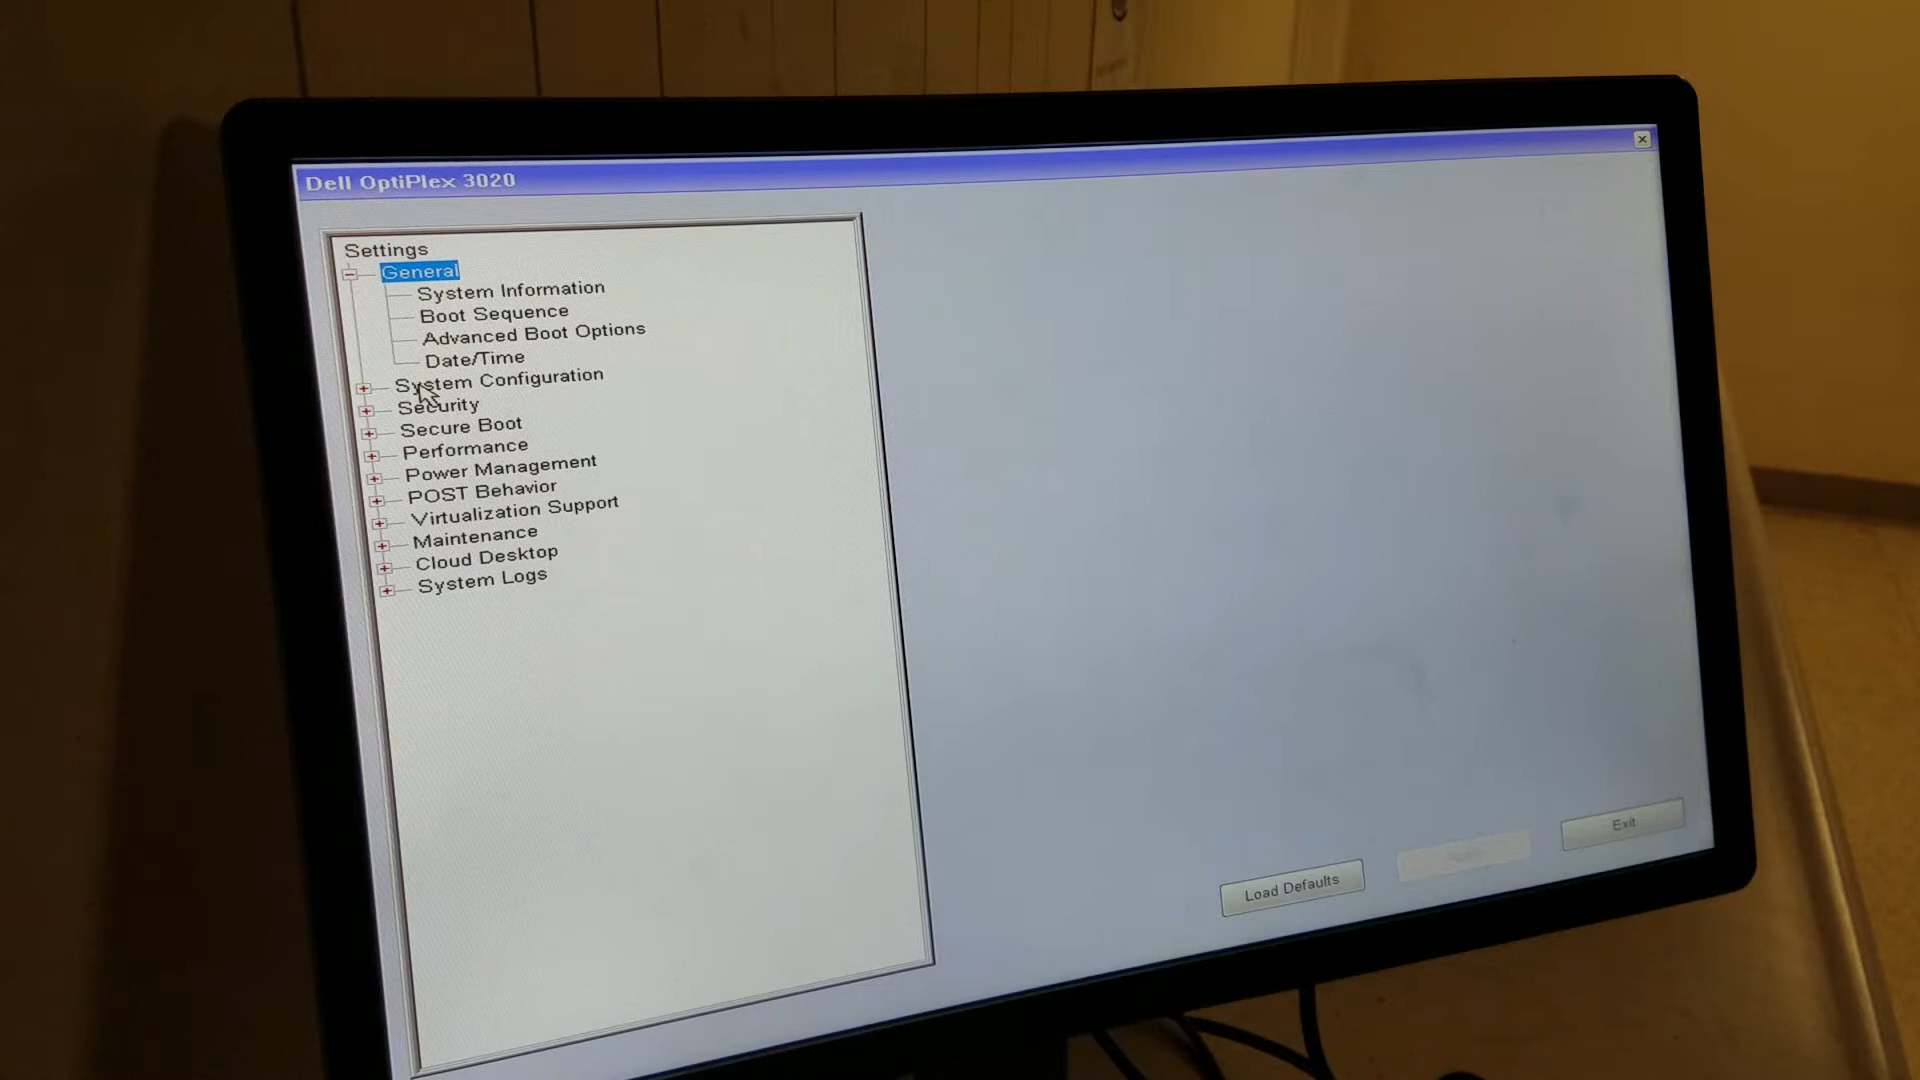 Dell OptiPlex 3020
Settings
General
System Information
Boot Sequence
Advanced Boot Options
Date/Time
System Configuration
Security
Secure Boot
Performance
Power Management
POST Behavior
Virtualization Support
Maintenance
Cloud Desktop
System Logs
Load Defaults
Exit